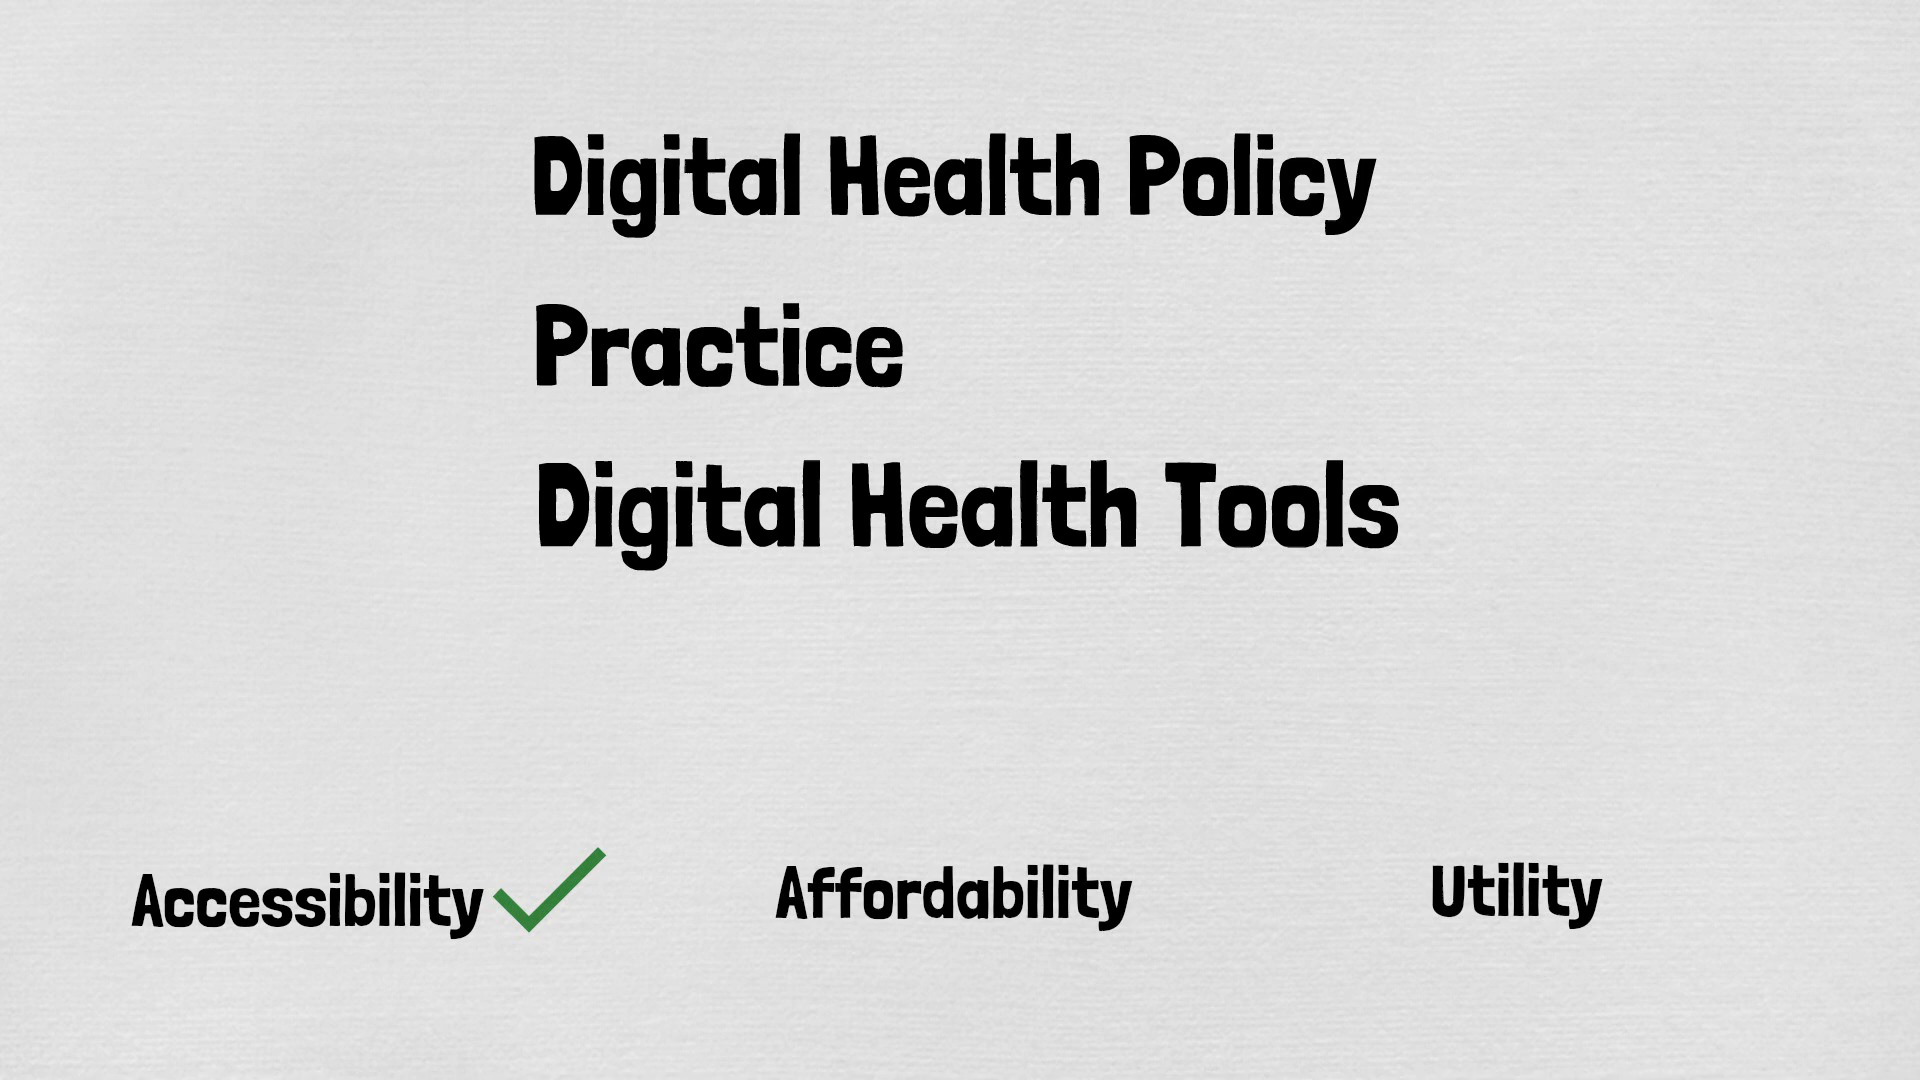 Digital Health Policy
Practice
Digital Health Tools
Accessibility
Affordability
Utility